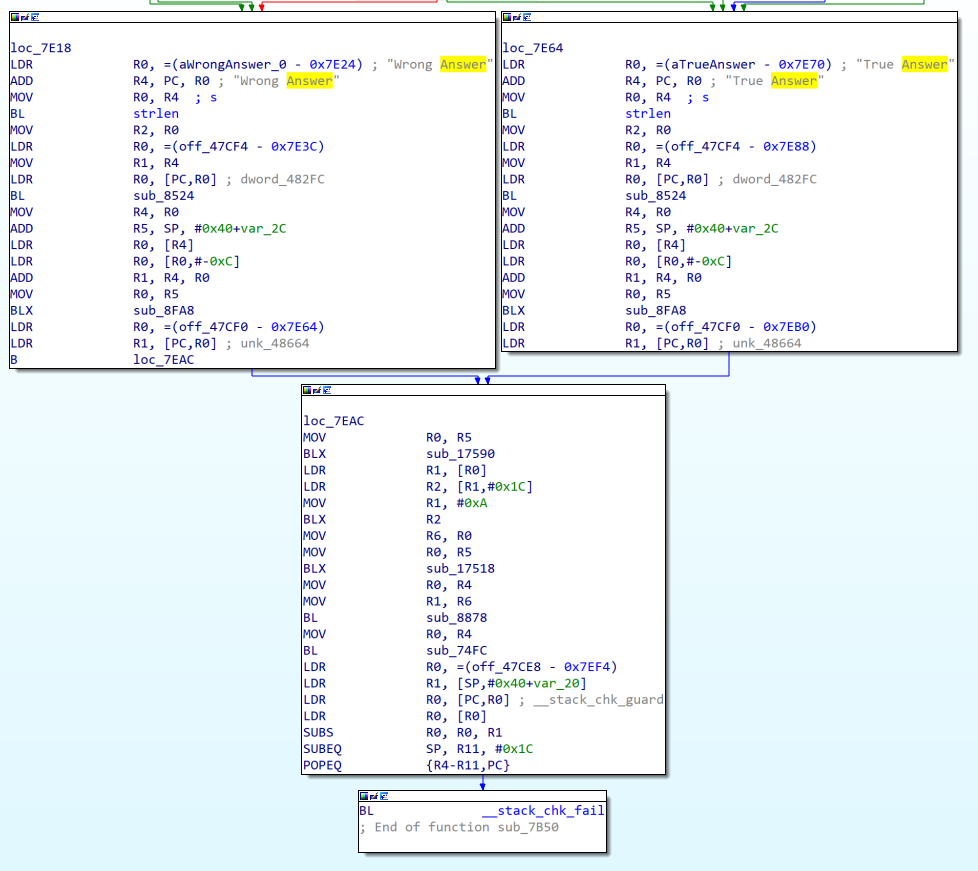 loc_7E18
LDR R0, =(aWrongAnswer_0 - 0x7E24) ; "Wrong Answer"
ADD R4, PC, R0 ; "Wrong Answer"
MOV R0, R4 ; s
BL strlen
MOV R2, R0
LDR R0, =(off_47CF4 - 0x7E3C)
MOV R1, R4
LDR R0, [PC,R0] ; dword_482FC
BL sub_8524
MOV R4, R0
ADD R5, SP, #0x40+var_2C
LDR R0, [R4]
LDR R0, [R0,#-0xC]
ADD R1, R4, R0
MOV R0, R5
BLX sub_8FA8
LDR R0, =(off_47CF0 - 0x7E64)
LDR R1, [PC,R0] ; unk_48664
B loc_7EAC
loc_7E64
LDR R0, =(aTrueAnswer - 0x7E70) ; "True Answer"
ADD R4, PC, R0 ; "True Answer"
MOV R0, R4 ; s
BL strlen
MOV R2, R0
LDR R0, =(off_47CF4 - 0x7E88)
MOV R1, R4
LDR R0, [PC,R0] ; dword_482FC
BL sub_8524
MOV R4, R0
ADD R5, SP, #0x40+var_2C
LDR R0, [R4]
LDR R0, [R0,#-0xC]
ADD R1, R4, R0
MOV R0, R5
BLX sub_8FA8
LDR R0, =(off_47CF0 - 0x7EB0)
LDR R1, [PC,R0] ; unk_48664
loc_7EAC
MOV R0, R5
BLX sub_17590
LDR R1, [R0]
LDR R2, [R1,#0x1C]
MOV R1, #0xA
BLX R2
MOV R6, R0
MOV R0, R5
BLX sub_17518
MOV R0, R4
MOV R1, R6
BL sub_8878
MOV R0, R4
BL sub_74FC
LDR R0, =(off_47CE8 - 0x7EF4)
LDR R1, [SP,#0x40+var_20]
LDR R0, [PC,R0] ; __stack_chk_guard
LDR R0, [R0]
SUBS R0, R0, R1
SUBEQ SP, R11, #0x1C
POPEQ {R4-R11,PC}
BL __stack_chk_fail
; End of function sub_7B50